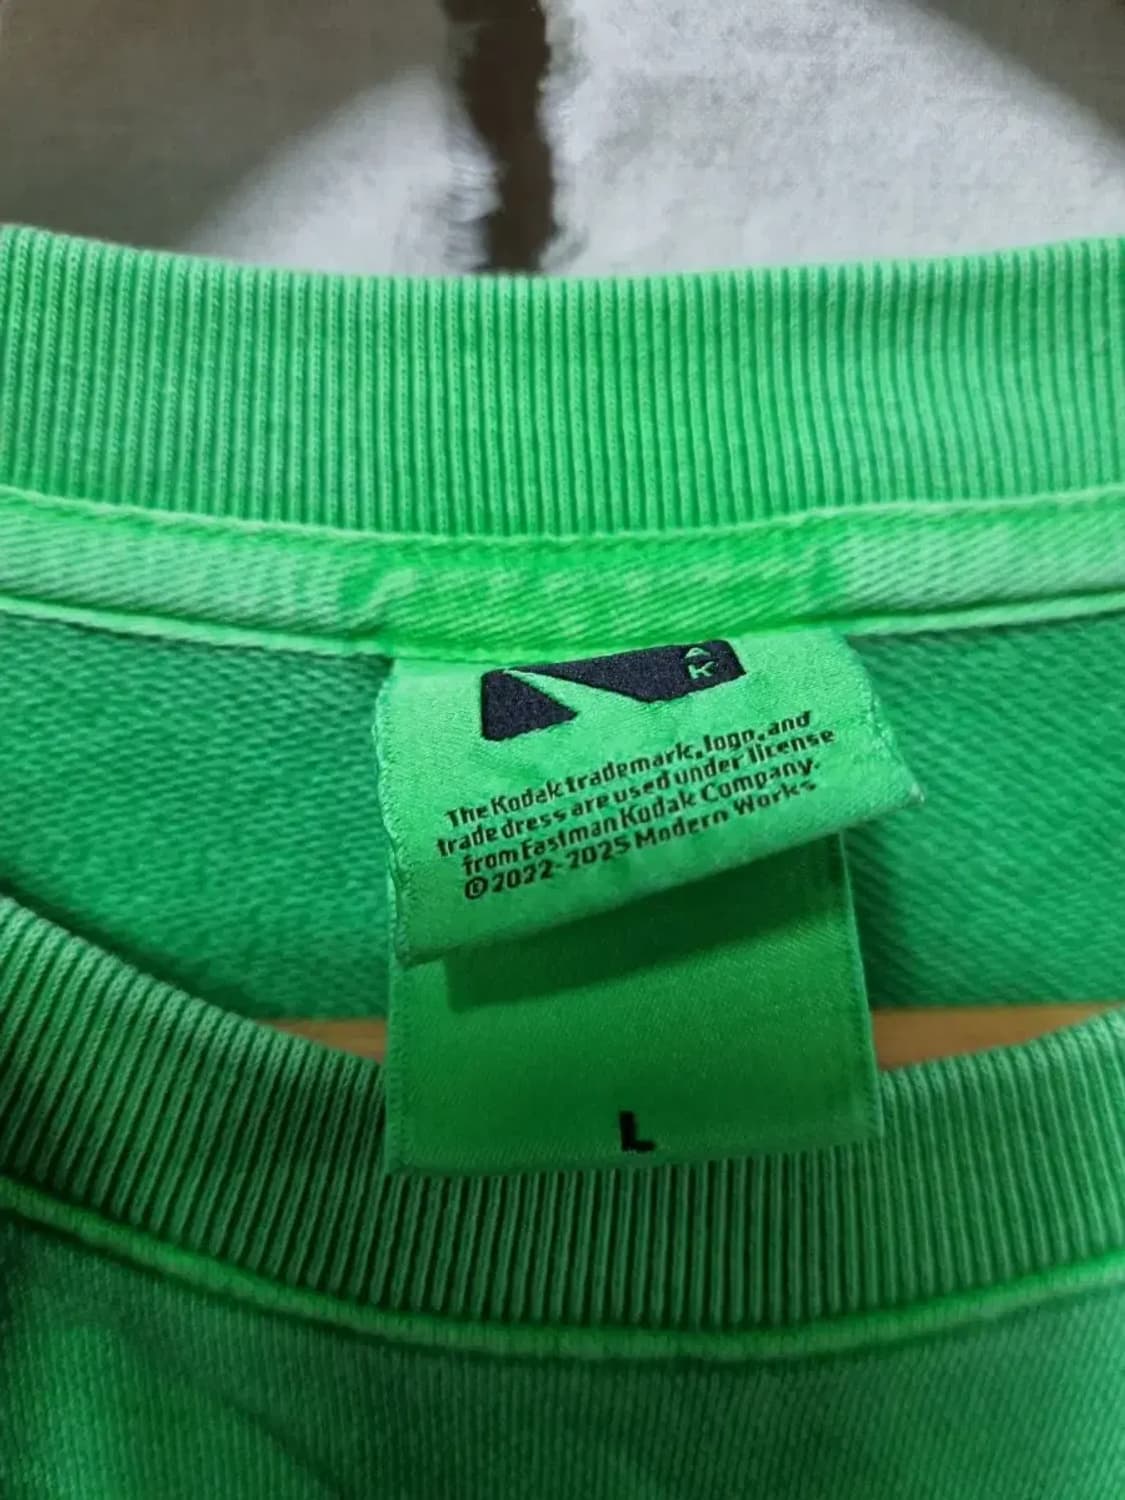 A
K
The Kodak trademark, logo, and
trade dress are used under license
from Eastman Kodak Company.
©2022-2025 Modern Works
L